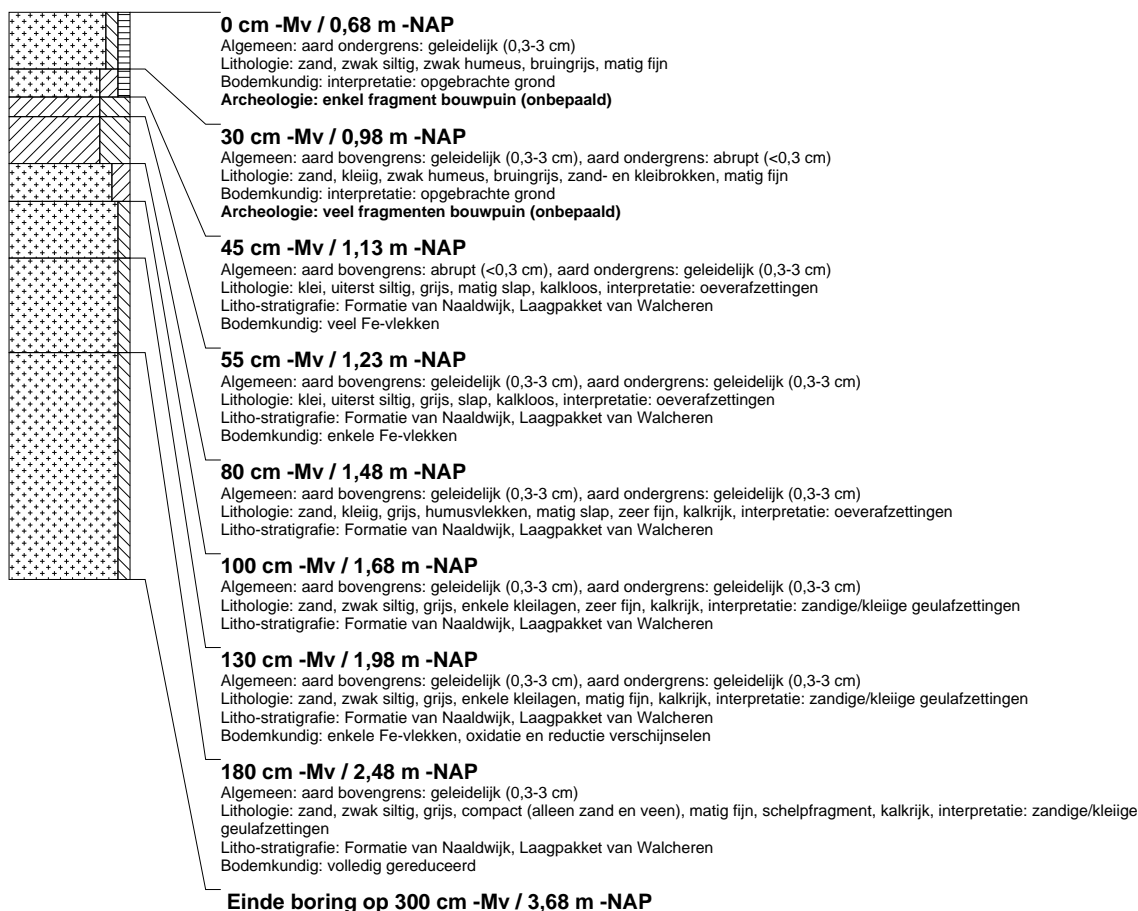 0 cm -Mv / 0,68 m -NAP
Algemeen: aard ondergrens: geleidelijk (0,3-3 cm)
Lithologie: zand, zwak siltig, zwak humeus, bruingrijs, matig fijn
Bodemkundig: interpretatie: opgebrachte grond
Archeologie: enkel fragment bouwpuin (onbepaald)
30 cm -Mv / 0,98 m -NAP
Algemeen: aard bovengrens: geleidelijk (0,3-3 cm), aard ondergrens: abrupt (<0,3 cm)
Lithologie: zand, kleiig, zwak humeus, bruingrijs, zand- en kleibrokken, matig fijn
Bodemkundig: interpretatie: opgebrachte grond
Archeologie: veel fragmenten bouwpuin (onbepaald)
45 cm -Mv / 1,13 m -NAP
Algemeen: aard bovengrens: abrupt (<0,3 cm), aard ondergrens: geleidelijk (0,3-3 cm)
Lithologie: klei, uiterst siltig, grijs, matig slap, kalkloos, interpretatie: oeverafzettingen
Litho-stratigrafie: Formatie van Naaldwijk, Laagpakket van Walcheren
Bodemkundig: veel Fe-vlekken
55 cm -Mv / 1,23 m -NAP
Algemeen: aard bovengrens: geleidelijk (0,3-3 cm), aard ondergrens: geleidelijk (0,3-3 cm)
Lithologie: klei, uiterst siltig, grijs, slap, kalkloos, interpretatie: oeverafzettingen
Litho-stratigrafie: Formatie van Naaldwijk, Laagpakket van Walcheren
Bodemkundig: enkele Fe-vlekken
80 cm -Mv / 1,48 m -NAP
Algemeen: aard bovengrens: geleidelijk (0,3-3 cm), aard ondergrens: geleidelijk (0,3-3 cm)
Lithologie: zand, kleiig, grijs, humusvlekken, matig slap, zeer fijn, kalkrijk, interpretatie: oeverafzettingen
Litho-stratigrafie: Formatie van Naaldwijk, Laagpakket van Walcheren
100 cm -Mv / 1,68 m -NAP
Algemeen: aard bovengrens: geleidelijk (0,3-3 cm), aard ondergrens: geleidelijk (0,3-3 cm)
Lithologie: zand, zwak siltig, grijs, enkele kleilagen, zeer fijn, kalkrijk, interpretatie: zandige/kleiige geulafzettingen
Litho-stratigrafie: Formatie van Naaldwijk, Laagpakket van Walcheren
130 cm -Mv / 1,98 m -NAP
Algemeen: aard bovengrens: geleidelijk (0,3-3 cm), aard ondergrens: geleidelijk (0,3-3 cm)
Lithologie: zand, zwak siltig, grijs, enkele kleilagen, matig fijn, kalkrijk, interpretatie: zandige/kleiige geulafzettingen
Litho-stratigrafie: Formatie van Naaldwijk, Laagpakket van Walcheren
Bodemkundig: enkele Fe-vlekken, oxidatie en reductie verschijnselen
180 cm -Mv / 2,48 m -NAP
Algemeen: aard bovengrens: geleidelijk (0,3-3 cm)
Lithologie: zand, zwak siltig, grijs, compact (alleen zand en veen), matig fijn, schelpfragment, kalkrijk, interpretatie: zandige/kleiige
geulafzettingen
Litho-stratigrafie: Formatie van Naaldwijk, Laagpakket van Walcheren
Bodemkundig: volledig gereduceerd
Einde boring op 300 cm -Mv / 3,68 m -NAP